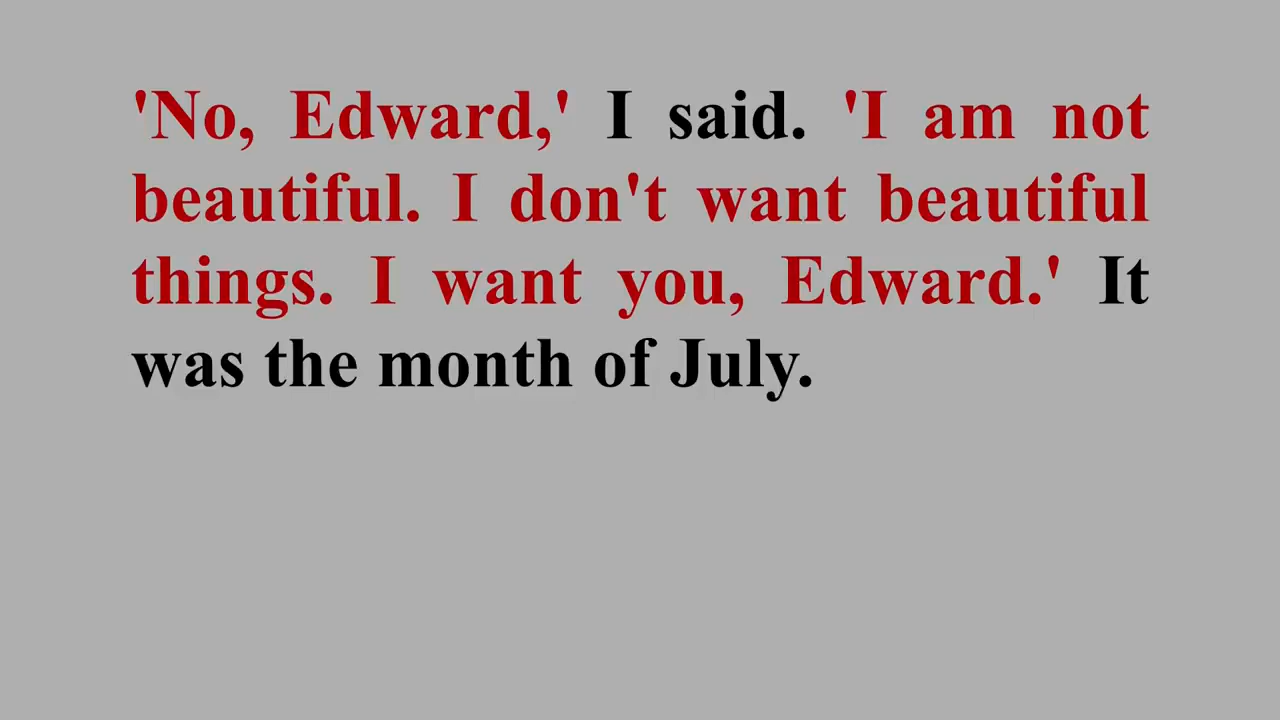 'No, Edward,' I said. 'I am not
beautiful. I don't want beautiful
things. I want you, Edward.' It
was the month of July.